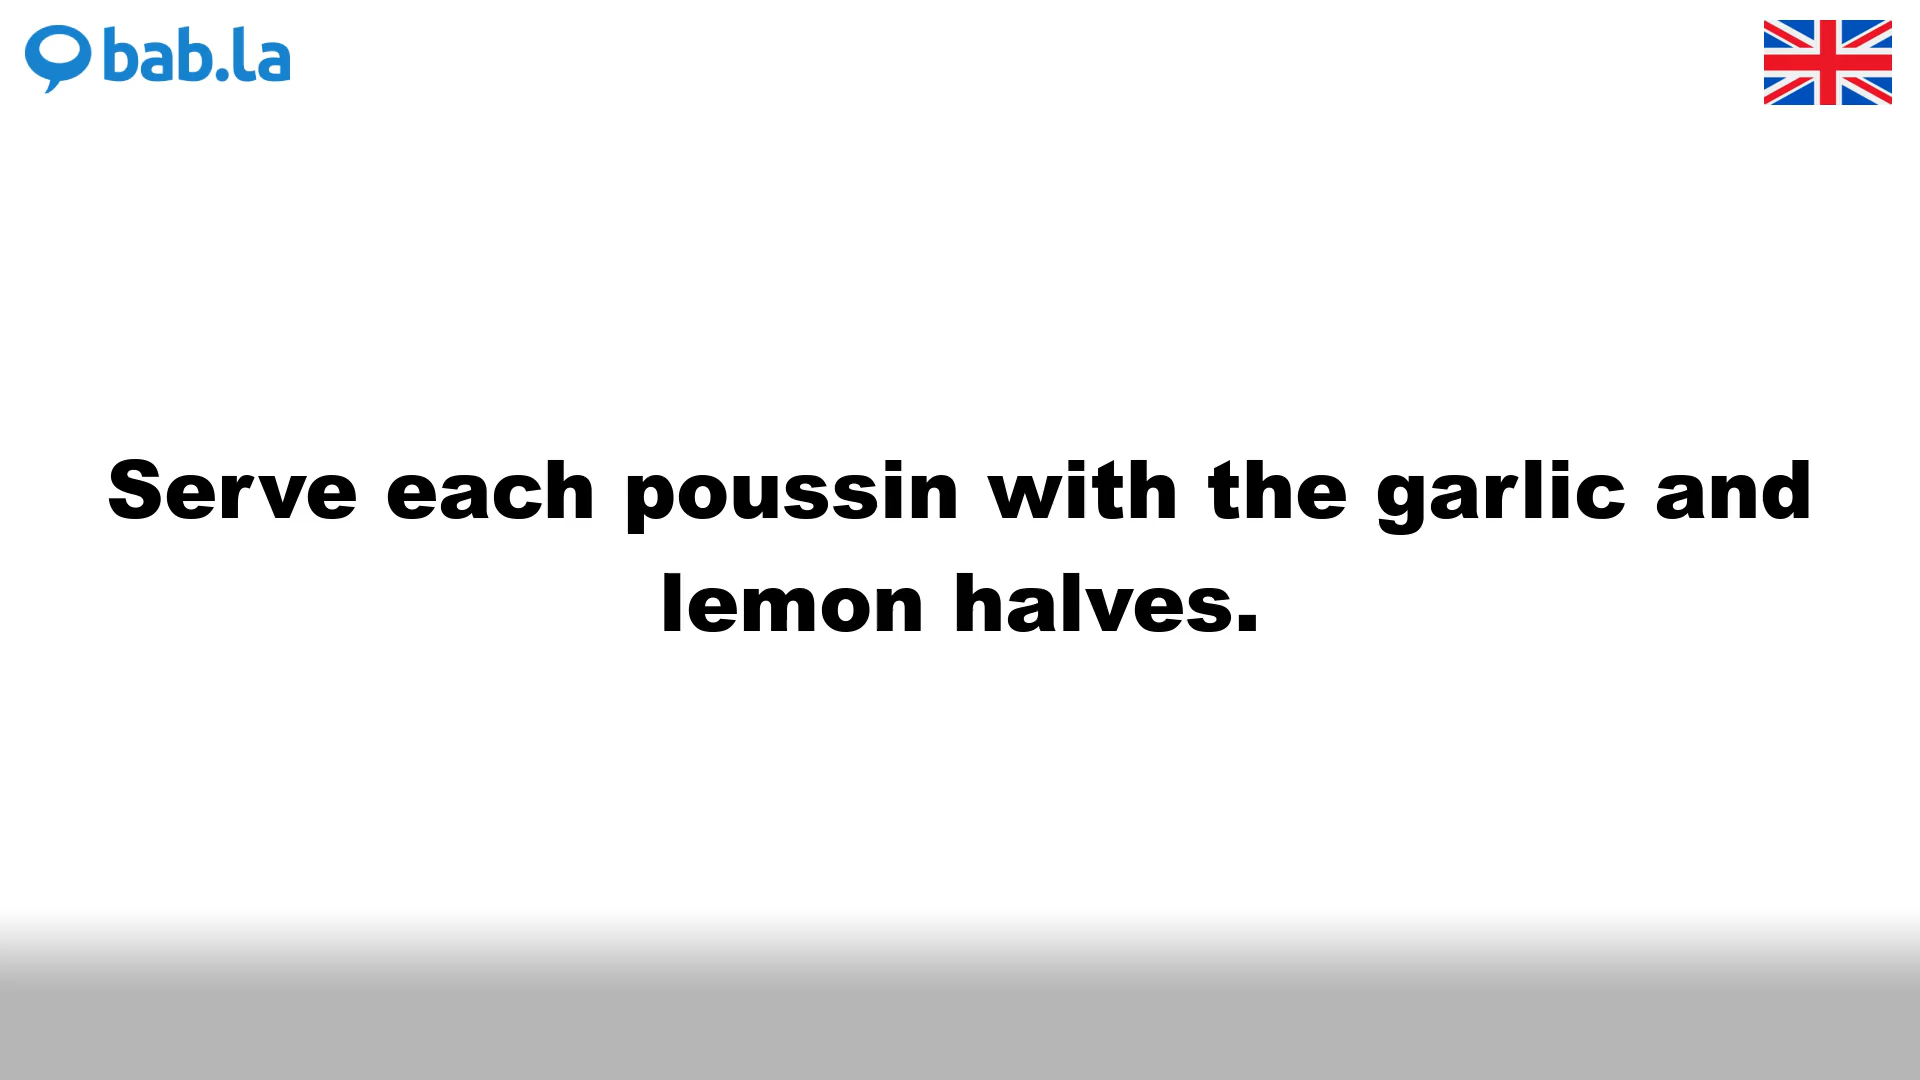 bab.la
Serve each poussin with the garlic and
lemon halves.